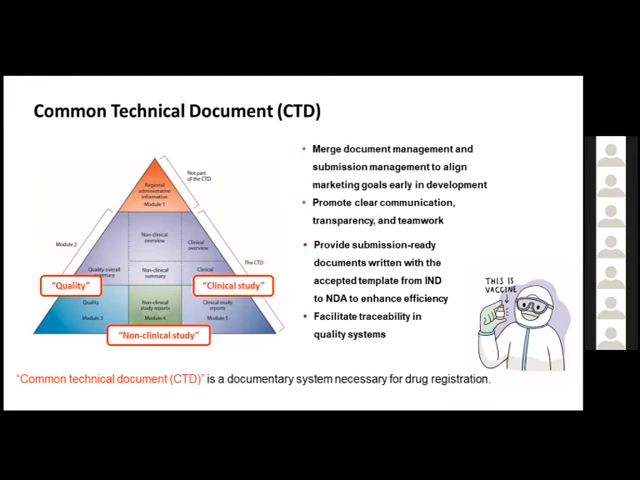 Common Technical Document (CTD)
Not part
of the CTD
Regional
administrative
information
Module 1
Module 2
Non-clinical
overview
Clinical
overview
The CTD
Quality overall
summary
Non-clinical
summary
Clinical
"Quality"
"Clinical study"
Quality
Module 3
Non-clinical
study reports
Module 4
Clinical study
reports
Module 5
"Non-clinical study"
Merge document management and
submission management to align
marketing goals early in development
Promote clear communication,
transparency, and teamwork
Provide submission-ready
documents written with the
accepted template from IND
to NDA to enhance efficiency
Facilitate traceability in
quality systems
THIS IS
VACCINE
"Common technical document (CTD)" is a documentary system necessary for drug registration.